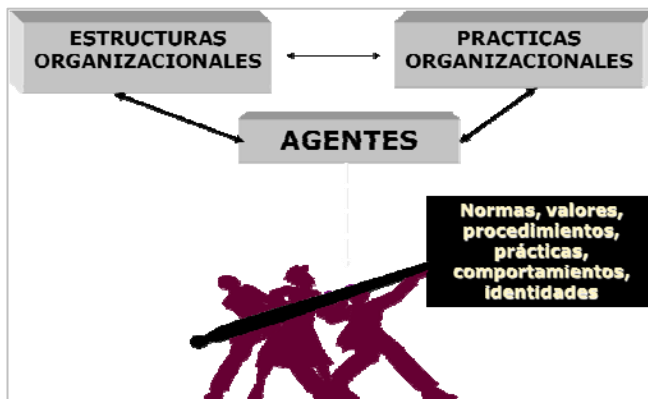 ESTRUCTURAS
ORGANIZACIONALES
PRACTICAS
ORGANIZACIONALES
AGENTES
Normas, valores,
procedimientos,
prácticas,
comportamientos,
identidades